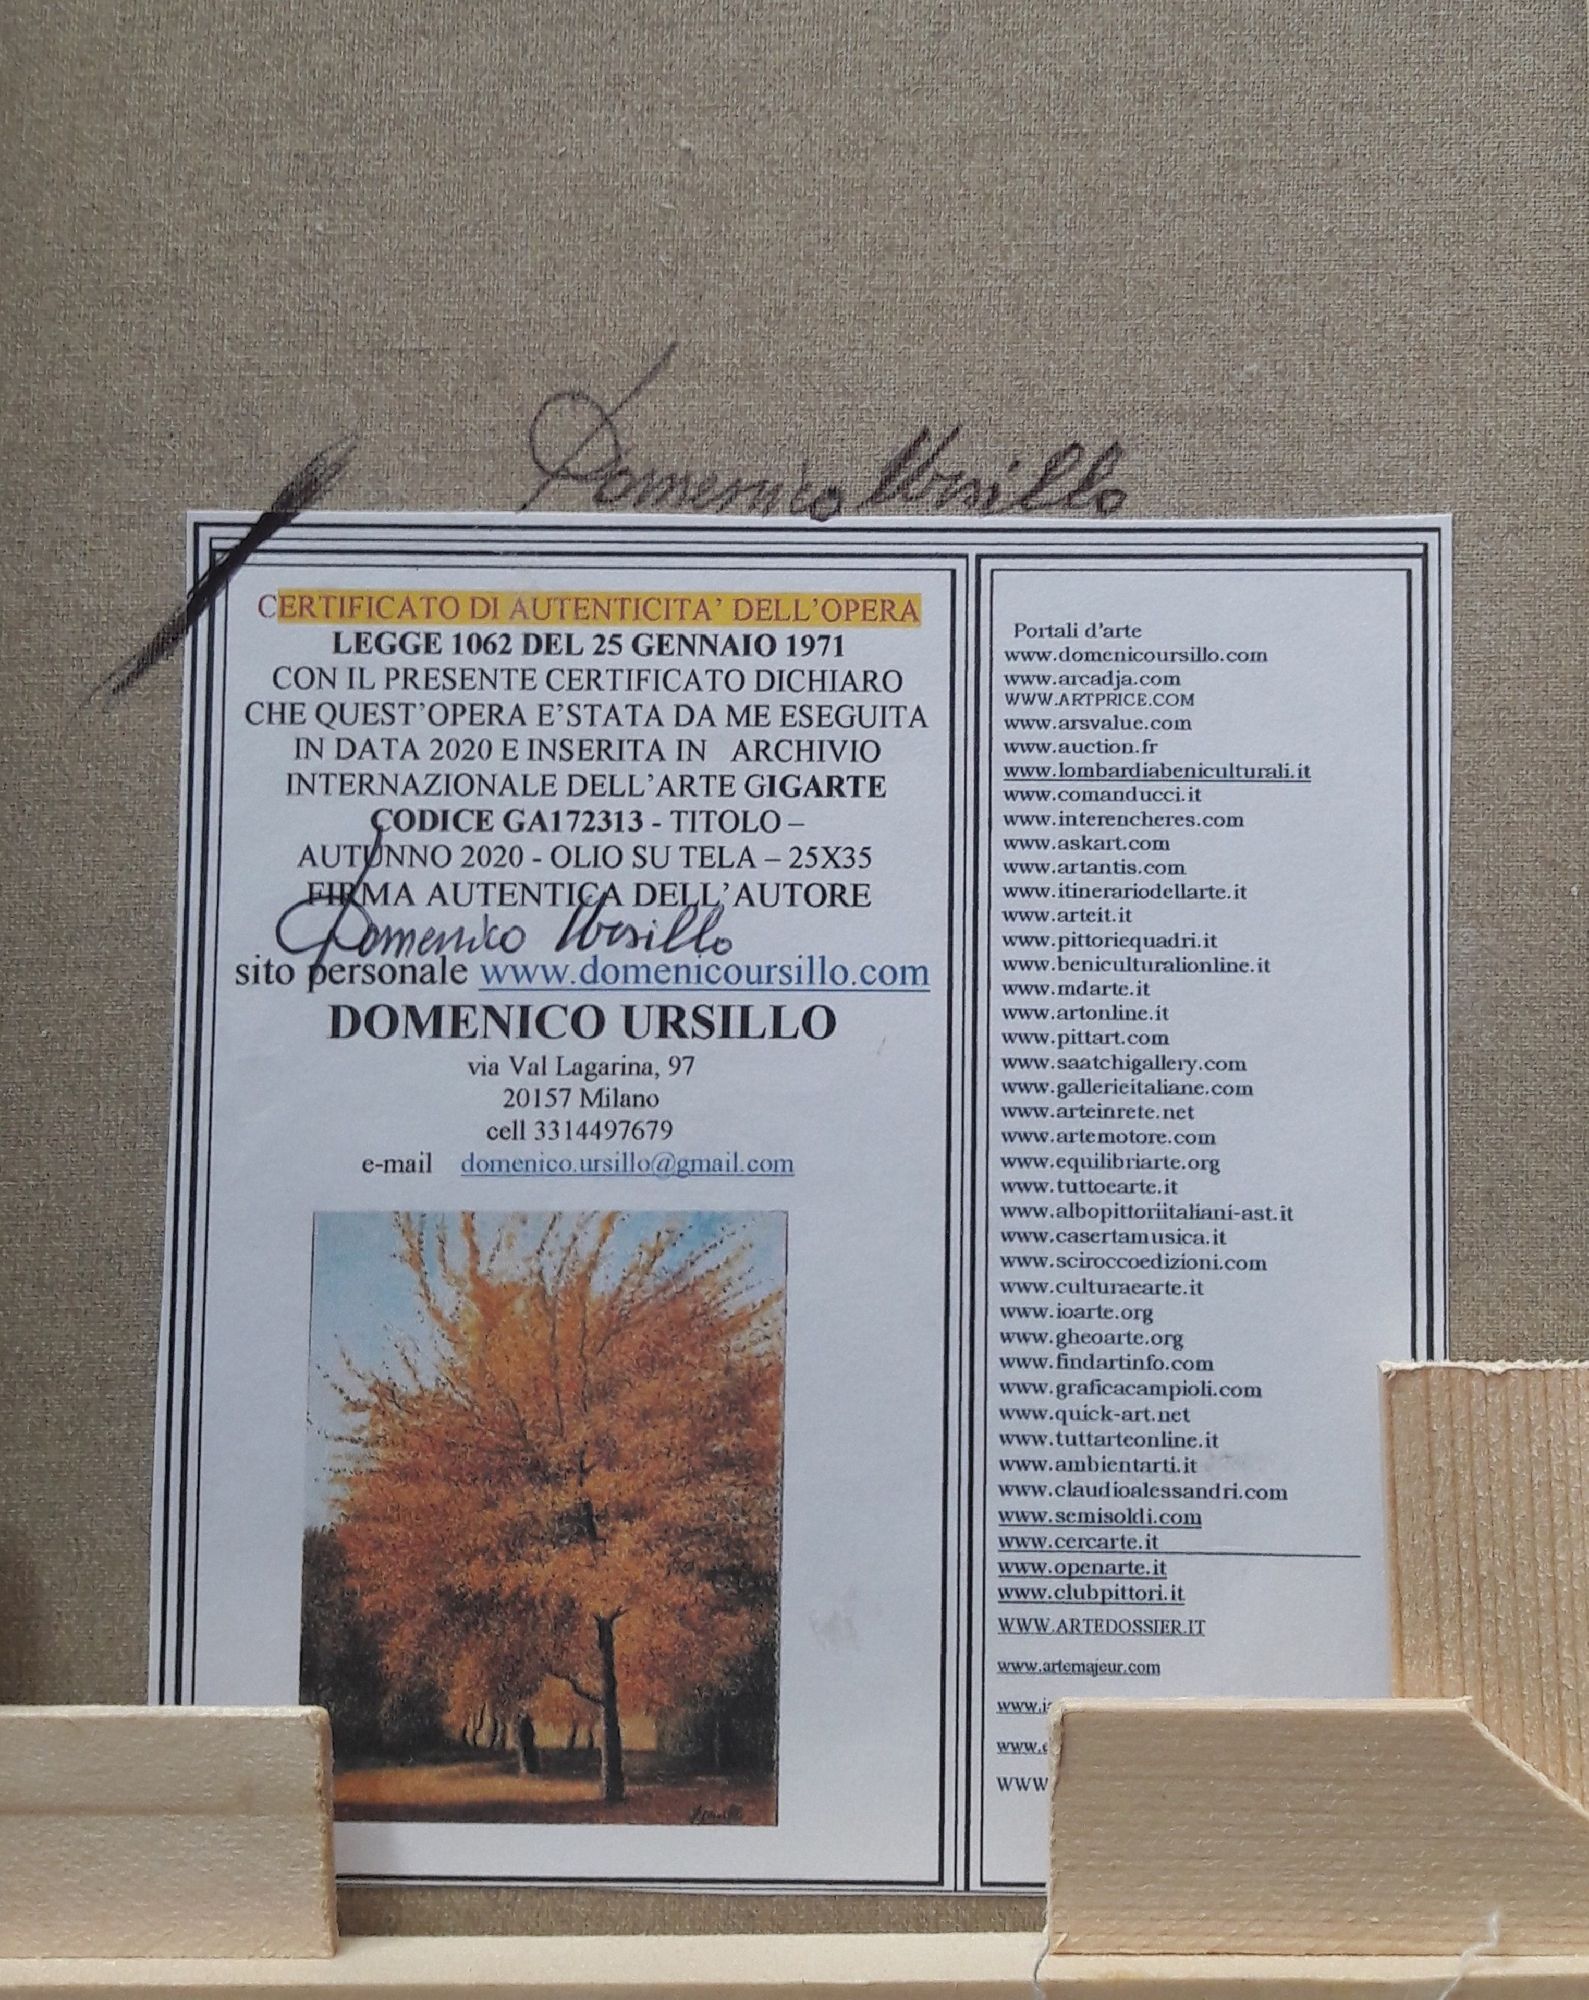 Domenico Ursillo
CERTIFICATO DI AUTENTICITA' DELL'OPERA
LEGGE 1062 DEL 25 GENNAIO 1971
CON IL PRESENTE CERTIFICATO DICHIARO
CHE QUEST'OPERA E'STATA DA ME ESEGUITA
IN DATA 2020 E INSERITA IN ARCHIVIO
INTERNAZIONALE DELL'ARTE GIGARTE
CODICE GA172313 - TITOLO –
AUTUNNO 2020 - OLIO SU TELA – 25X35
FIRMA AUTENTICA DELL'AUTORE
Domenico Ursillo
sito personale www.domenicoursillo.com
DOMENICO URSILLO
via Val Lagarina, 97
20157 Milano
cell 3314497679
e-mail domenico.ursillo@gmail.com
Portali d'arte
www.domenicoursillo.com
www.arcadja.com
WWW.ARTPRICE.COM
www.arsvalue.com
www.auction.fr
www.lombardiabeniculturali.it
www.comanducci.it
www.interencheres.com
www.askart.com
www.artantis.com
www.itinerariodellarte.it
www.arteit.it
www.pittoriequadri.it
www.beniculturalionline.it
www.mdarte.it
www.artonline.it
www.pittart.com
www.saatchigallery.com
www.gallerieitaliane.com
www.arteinrete.net
www.artemotore.com
www.equilibriarte.org
www.tuttoearte.it
www.albopittoriitaliani-ast.it
www.casertamusica.it
www.sciroccoedizioni.com
www.culturaearte.it
www.ioarte.org
www.gheoarte.org
www.findartinfo.com
www.graficacampioli.com
www.quick-art.net
www.tuttarteonline.it
www.ambientarti.it
www.claudioalessandri.com
www.semisoldi.com
www.cercarte.it
www.openarte.it
www.clubpittori.it
WWW.ARTEDOSSIER.IT
www.artemajeur.com
WWW